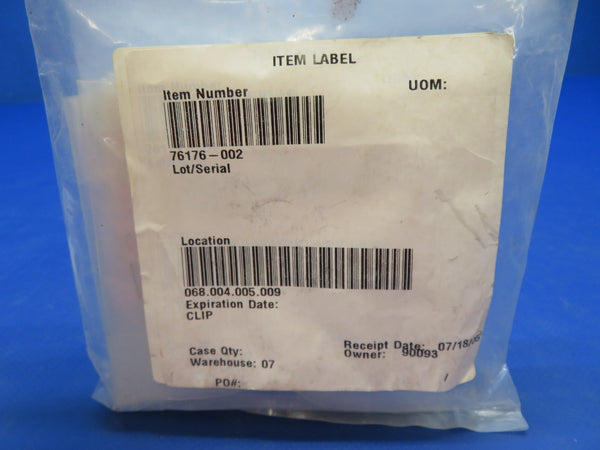 ITEM LABEL
Item Number UOM:
76176-002
Lot/Serial
Location
068.004.005.009
Expiration Date:
CLIP
Case Qty: Receipt Date:
Warehouse: 07 Owner: 90093
PO#: /